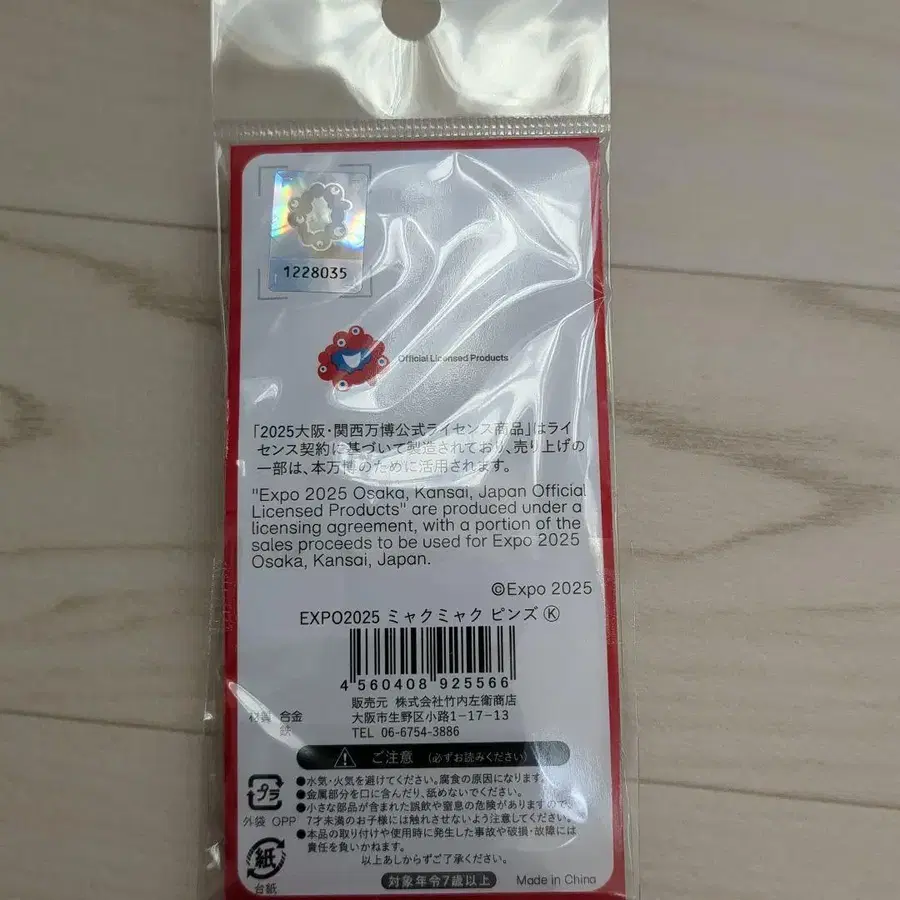 1228035
Official Licensed Products
「2025大阪・関西万博公式ライセンス商品」はライ
センス契約に基づいて製造されており、売り上げの
一部は、本万博のために活用されます。
"Expo 2025 Osaka, Kansai, Japan Official
Licensed Products" are produced under a
licensing agreement, with a portion of the
sales proceeds to be used for Expo 2025
Osaka, Kansai, Japan.
©Expo 2025
EXPO2025 ミャクミャク ピンズ Ⓚ
4 560408 925566
販売元 株式会社竹内左衛商店
大阪市生野区小路1-17-13
TEL 06-6754-3886
材質 合金
鉄
ご注意 (必ずお読みください)
●水気・火気を避けてください。腐食の原因になります。
●金属部分を口に含んだり、舐めないでください。
●小さな部品が含まれた誤飲や窒息の危険がありますので、
7才未満のお子様には触れさせないよう注意してください。
●本品の取り付けや使用時に発生した事故や破損・故障には
責任を負いかねます。
以上あしからずご了承ください。
プラ
外袋 OPP
紙
台紙
対象年令7歳以上
Made in China